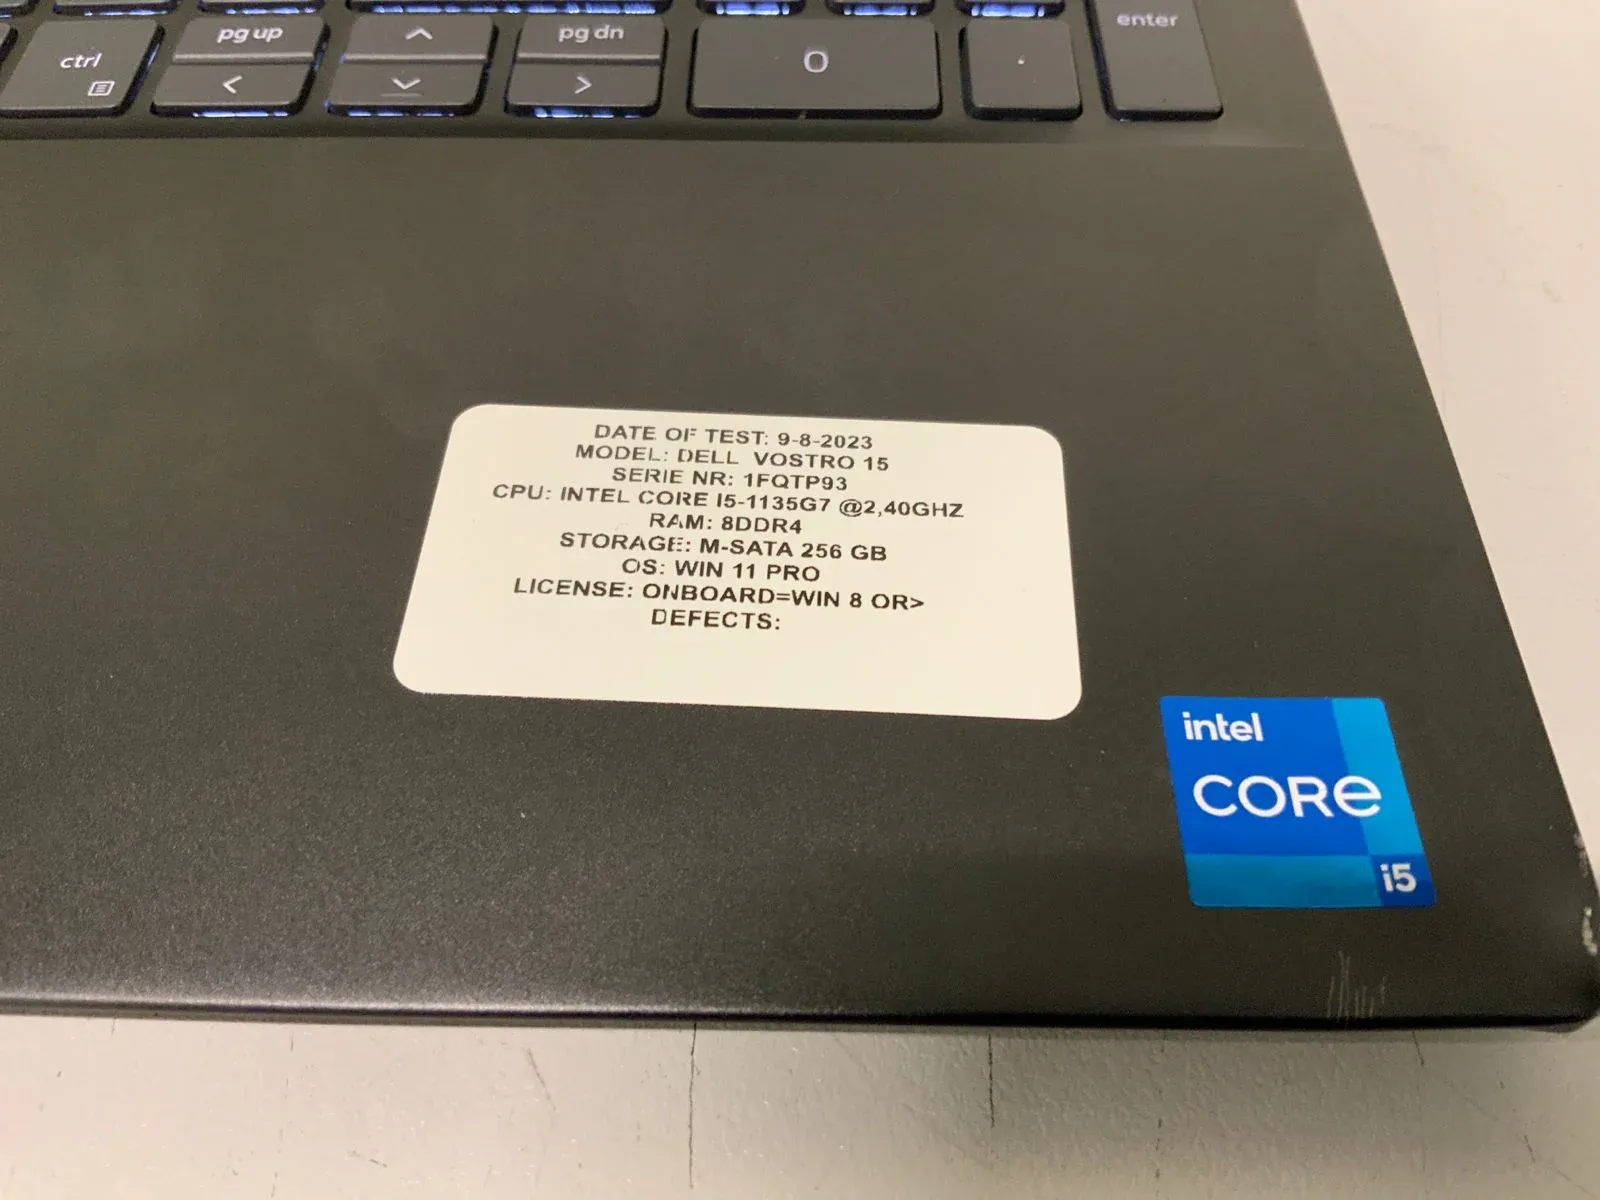 ctrl
pg up
pg dn
0
.
enter
<
>
DATE OF TEST: 9-8-2023
MODEL: DELL VOSTRO 15
SERIE NR: 1FQTP93
CPU: INTEL CORE I5-1135G7 @2,40GHZ
RAM: 8DDR4
STORAGE: M-SATA 256 GB
OS: WIN 11 PRO
LICENSE: ONBOARD=WIN 8 OR>
DEFECTS:
intel
CORe
i5